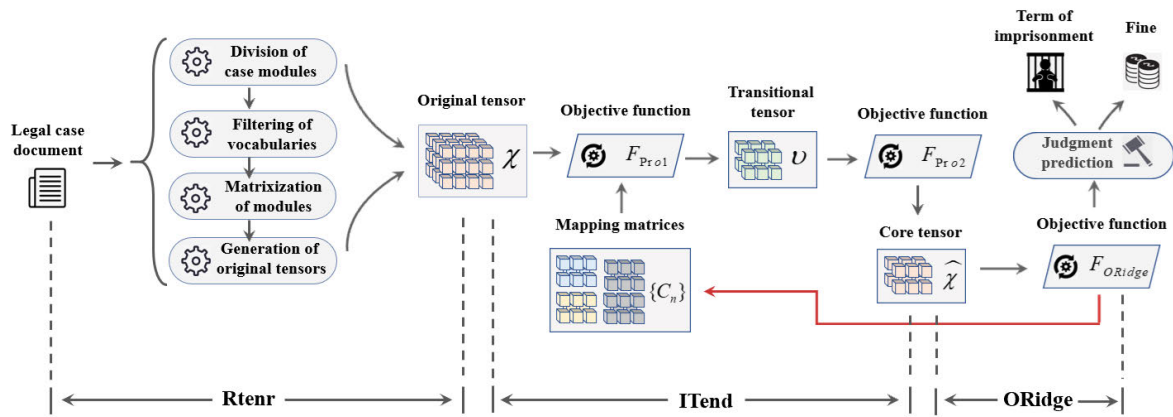 Legal case
document
Division of
case modules
Filtering of
vocabularies
Matrixization
of modules
Generation of
original tensors
Original tensor
χ
Objective function
F_Pro1
Mapping matrices
{C_n}
Transitional
tensor
υ
Objective function
F_Pro2
Core tensor
χ̂
Objective function
F_ORidge
Judgment
prediction
Term of
imprisonment
Fine
Rtenr
ITend
ORidge